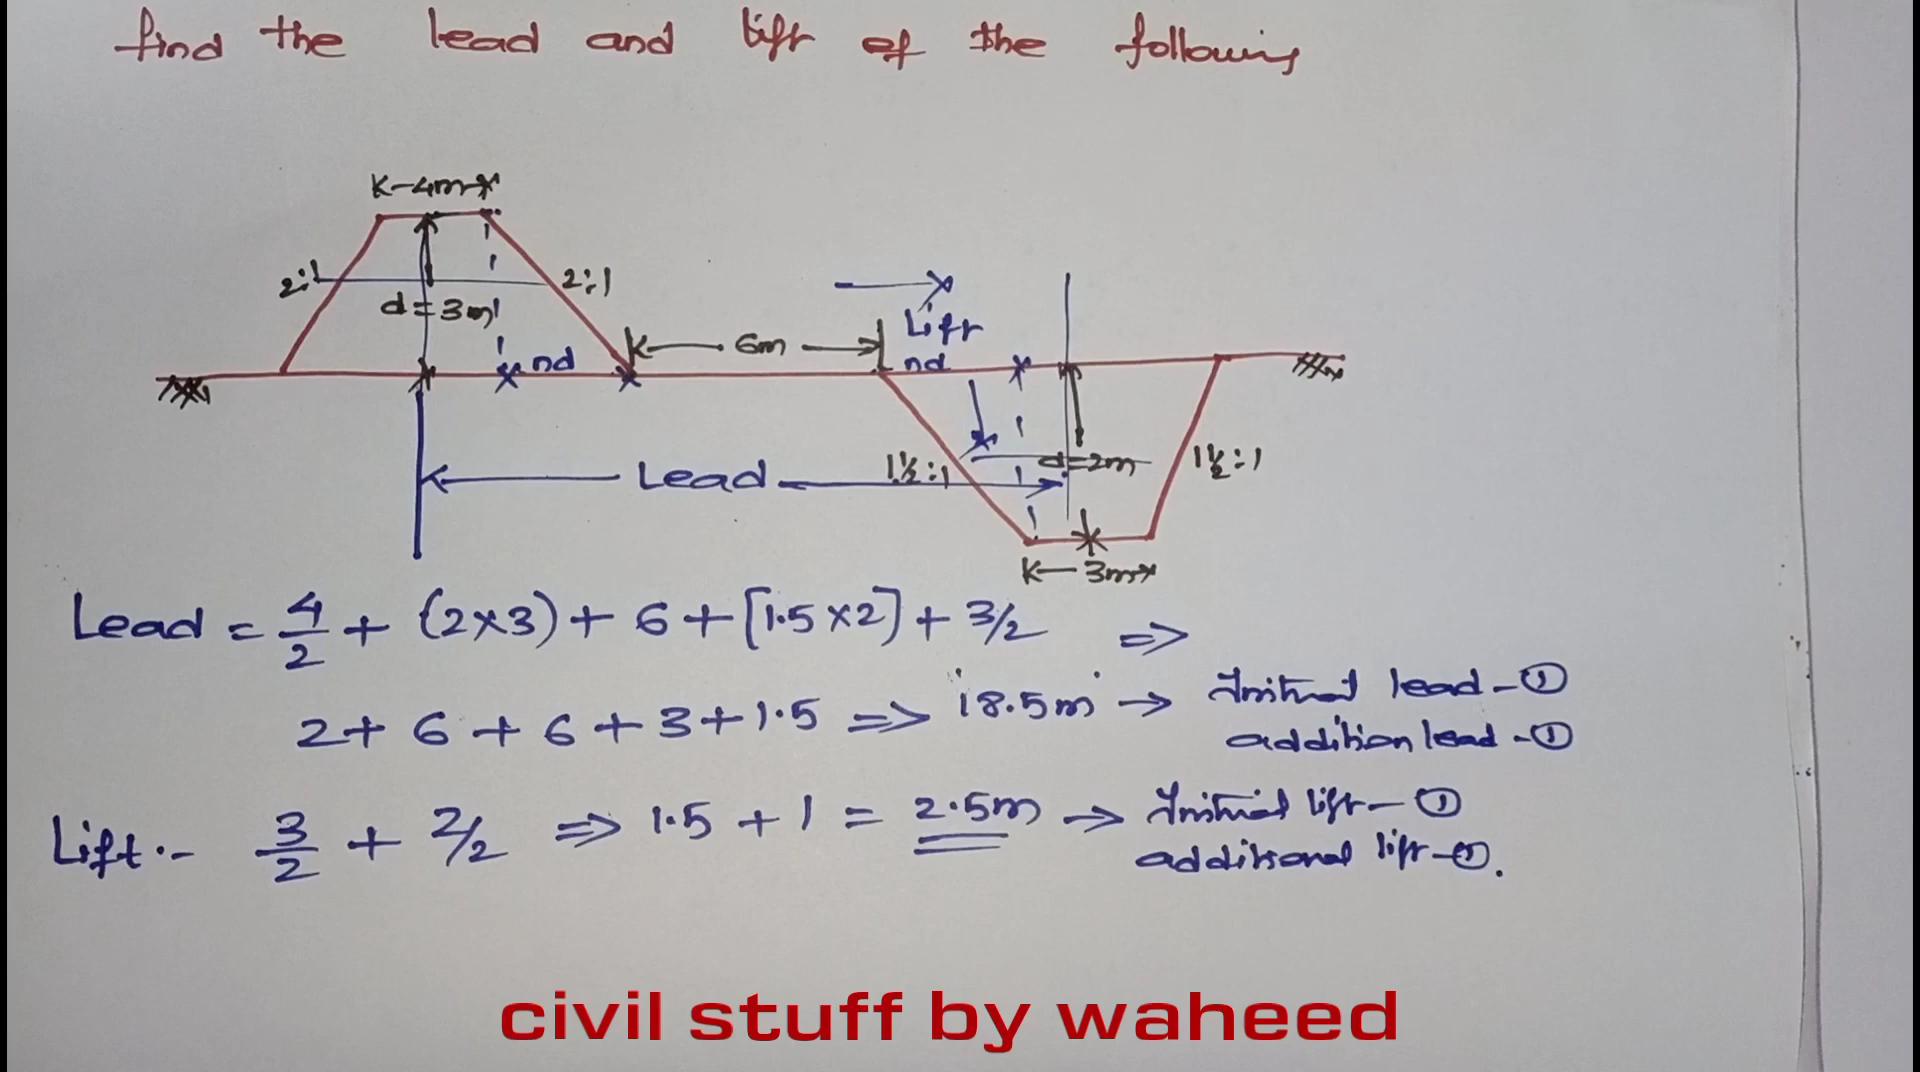 find the lead and lift of the following
K-4m-*
2:1
2:1
d=3m
nd
K← 6m →
Lift
nd
Lead
1½:1
d=2m
1½:1
K-3m*
Lead = 4/2 + (2×3) + 6 + [1.5×2] + 3/2 =>
2+ 6 + 6 + 3 + 1.5 => 18.5m → Initial lead - ①
addition lead - ①
Lift:- 3/2 + 2/2 => 1.5 + 1 = 2.5m → Initial lift - ①
additional lift - ①.
civil stuff by waheed